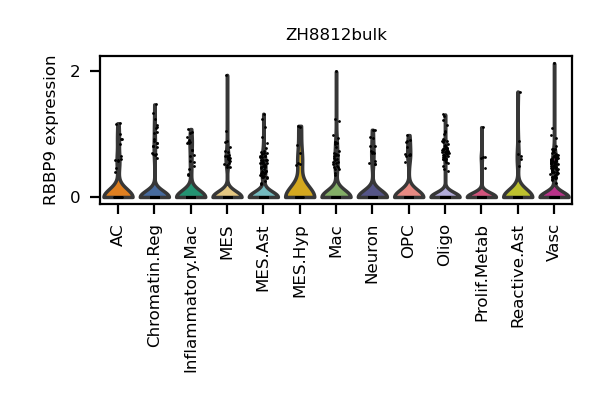 ZH8812bulk
RBBP9 expression
2
0
AC
Chromatin.Reg
Inflammatory.Mac
MES
MES.Ast
MES.Hyp
Mac
Neuron
OPC
Oligo
Prolif.Metab
Reactive.Ast
Vasc